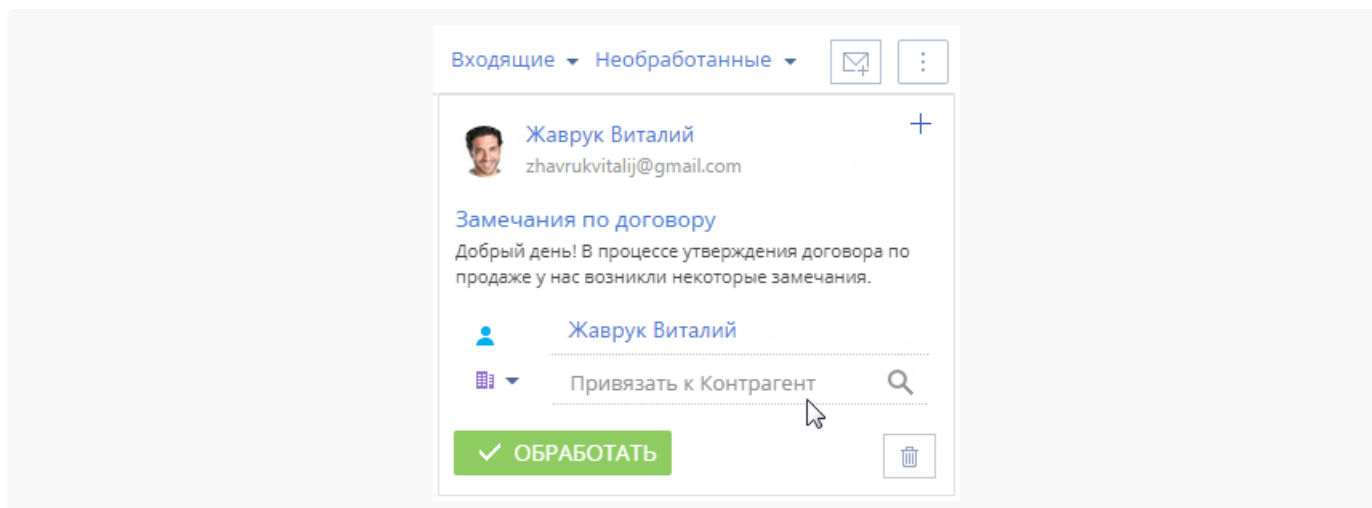 Входящие Необработанные
Жаврук Виталий
zhavrukvitalij@gmail.com
Замечания по договору
Добрый день! В процессе утверждения договора по
продаже у нас возникли некоторые замечания.
Жаврук Виталий
Привязать к Контрагент
ОБРАБОТАТЬ